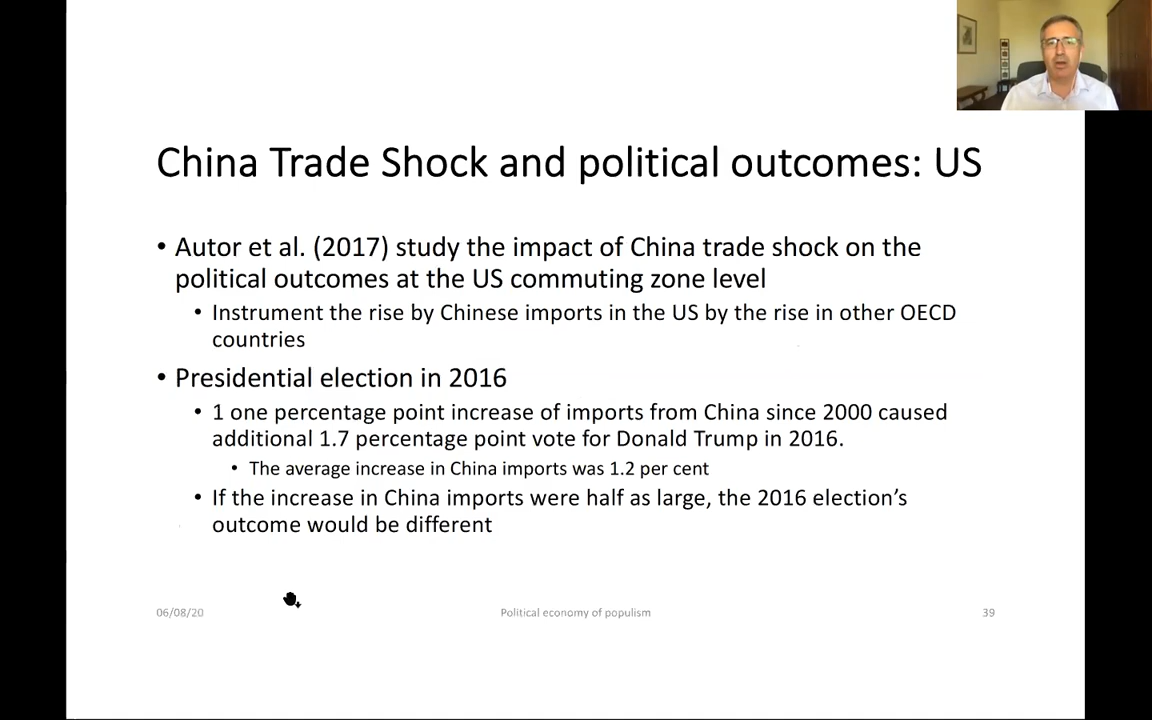 China Trade Shock and political outcomes: US
• Autor et al. (2017) study the impact of China trade shock on the
political outcomes at the US commuting zone level
• Instrument the rise by Chinese imports in the US by the rise in other OECD
countries
• Presidential election in 2016
• 1 one percentage point increase of imports from China since 2000 caused
additional 1.7 percentage point vote for Donald Trump in 2016.
• The average increase in China imports was 1.2 per cent
• If the increase in China imports were half as large, the 2016 election’s
outcome would be different
06/08/20
Political economy of populism
39